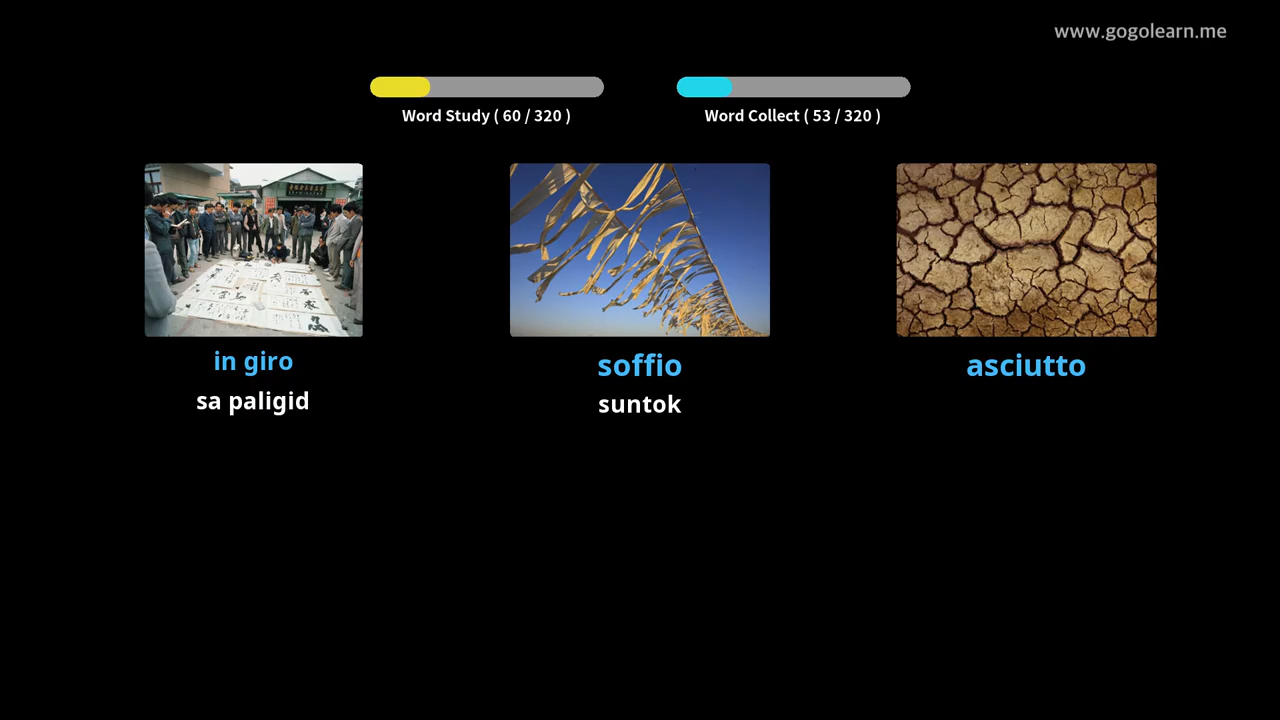 www.gogolearn.me
Word Study ( 60 / 320 )
Word Collect ( 53 / 320 )
in giro
sa paligid
soffio
suntok
asciutto